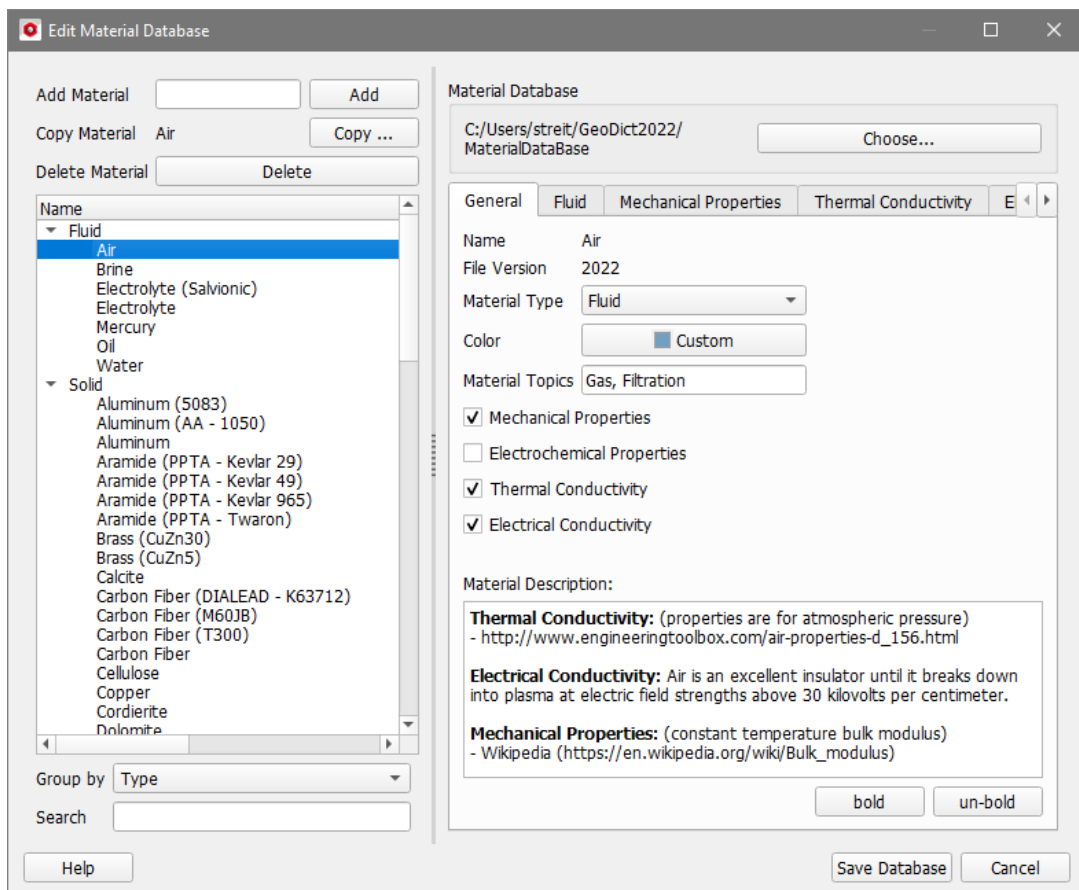 Edit Material Database
Add Material
Add
Copy Material Air
Copy ...
Delete Material
Delete
Name
Fluid
Air
Brine
Electrolyte (Salvionic)
Electrolyte
Mercury
Oil
Water
Solid
Aluminum (5083)
Aluminum (AA - 1050)
Aluminum
Aramide (PPTA - Kevlar 29)
Aramide (PPTA - Kevlar 49)
Aramide (PPTA - Kevlar 965)
Aramide (PPTA - Twaron)
Brass (CuZn30)
Brass (CuZn5)
Calcite
Carbon Fiber (DIALEAD - K63712)
Carbon Fiber (M60JB)
Carbon Fiber (T300)
Carbon Fiber
Cellulose
Copper
Cordierite
Dolomite
Group by Type
Search
Help
Material Database
C:/Users/streit/GeoDict2022/
MaterialDataBase
Choose...
General Fluid Mechanical Properties Thermal Conductivity
Name Air
File Version 2022
Material Type Fluid
Color Custom
Material Topics Gas, Filtration
Mechanical Properties
Electrochemical Properties
Thermal Conductivity
Electrical Conductivity
Material Description:
Thermal Conductivity: (properties are for atmospheric pressure)
- http://www.engineeringtoolbox.com/air-properties-d_156.html
Electrical Conductivity: Air is an excellent insulator until it breaks down
into plasma at electric field strengths above 30 kilovolts per centimeter.
Mechanical Properties: (constant temperature bulk modulus)
- Wikipedia (https://en.wikipedia.org/wiki/Bulk_modulus)
bold
un-bold
Save Database
Cancel